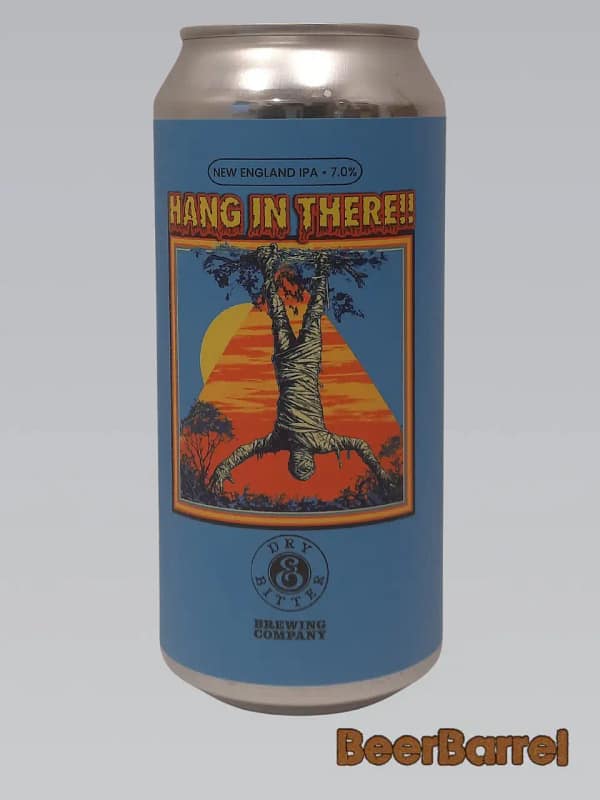 NEW ENGLAND IPA • 7.0%
HANG IN THERE!!
DRY
&
BITTER
BREWING
COMPANY
BeerBarrel